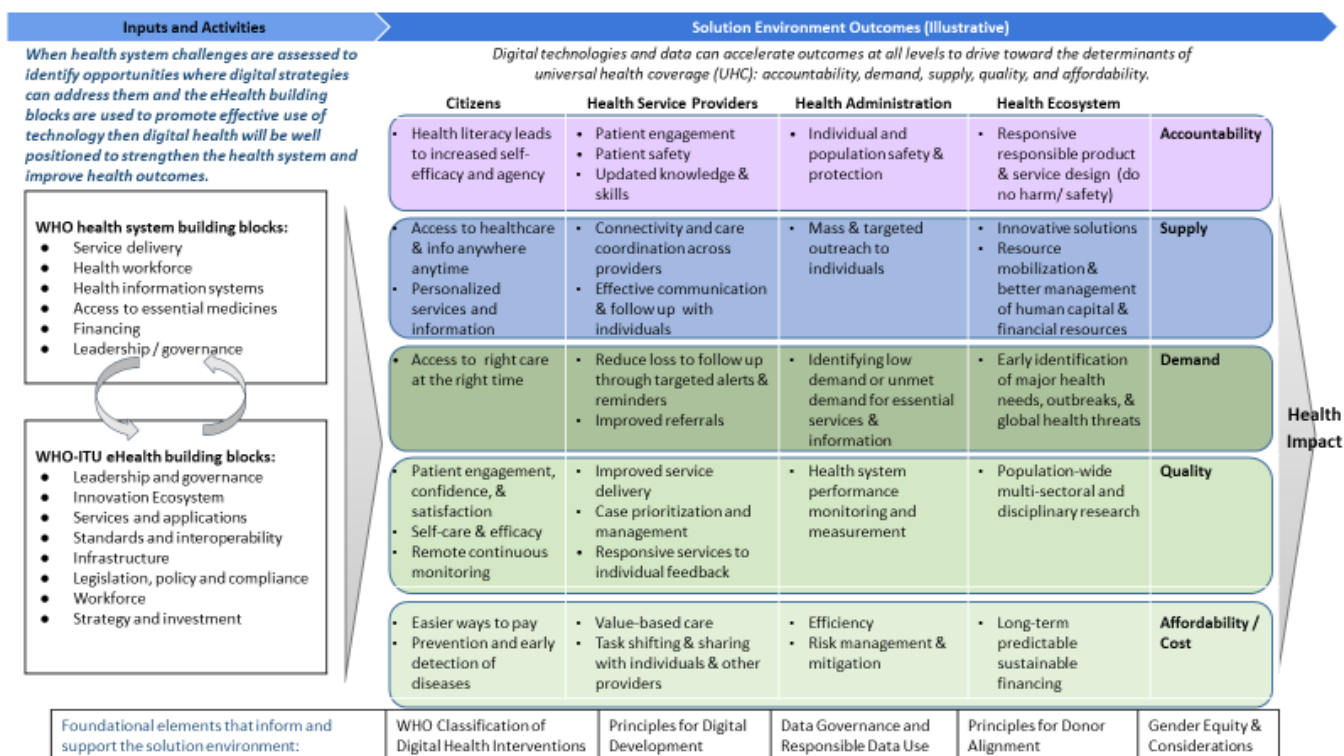 Inputs and Activities
Solution Environment Outcomes (Illustrative)
When health system challenges are assessed to
identify opportunities where digital strategies
can address them and the eHealth building
blocks are used to promote effective use of
technology then digital health will be well
positioned to strengthen the health system and
improve health outcomes.
WHO health system building blocks:
● Service delivery
● Health workforce
● Health information systems
● Access to essential medicines
● Financing
● Leadership / governance
WHO-ITU eHealth building blocks:
● Leadership and governance
● Innovation Ecosystem
● Services and applications
● Standards and interoperability
● Infrastructure
● Legislation, policy and compliance
● Workforce
● Strategy and investment
Digital technologies and data can accelerate outcomes at all levels to drive toward the determinants of
universal health coverage (UHC): accountability, demand, supply, quality, and affordability.
Citizens
Health Service Providers
Health Administration
Health Ecosystem
• Health literacy leads
to increased self-
efficacy and agency
• Patient engagement
• Patient safety
• Updated knowledge &
skills
• Individual and
population safety &
protection
• Responsive
responsible product
& service design (do
no harm/ safety)
Accountability
• Access to healthcare
& info anywhere
anytime
• Personalized
services and
information
• Connectivity and care
coordination across
providers
• Effective communication
& follow up with
individuals
• Mass & targeted
outreach to
individuals
• Innovative solutions
• Resource
mobilization &
better management
of human capital &
financial resources
Supply
• Access to right care
at the right time
• Reduce loss to follow up
through targeted alerts &
reminders
• Improved referrals
• Identifying low
demand or unmet
demand for essential
services &
information
• Early identification
of major health
needs, outbreaks, &
global health threats
Demand
• Patient engagement,
confidence, &
satisfaction
• Self-care & efficacy
• Remote continuous
monitoring
• Improved service
delivery
• Case prioritization and
management
• Responsive services to
individual feedback
• Health system
performance
monitoring and
measurement
• Population-wide
multi-sectoral and
disciplinary research
Quality
• Easier ways to pay
• Prevention and early
detection of
diseases
• Value-based care
• Task shifting & sharing
with individuals & other
providers
• Efficiency
• Risk management &
mitigation
• Long-term
predictable
sustainable
financing
Affordability /
Cost
Health
Impact
Foundational elements that inform and
support the solution environment:
WHO Classification of
Digital Health Interventions
Principles for Digital
Development
Data Governance and
Responsible Data Use
Principles for Donor
Alignment
Gender Equity &
Considerations